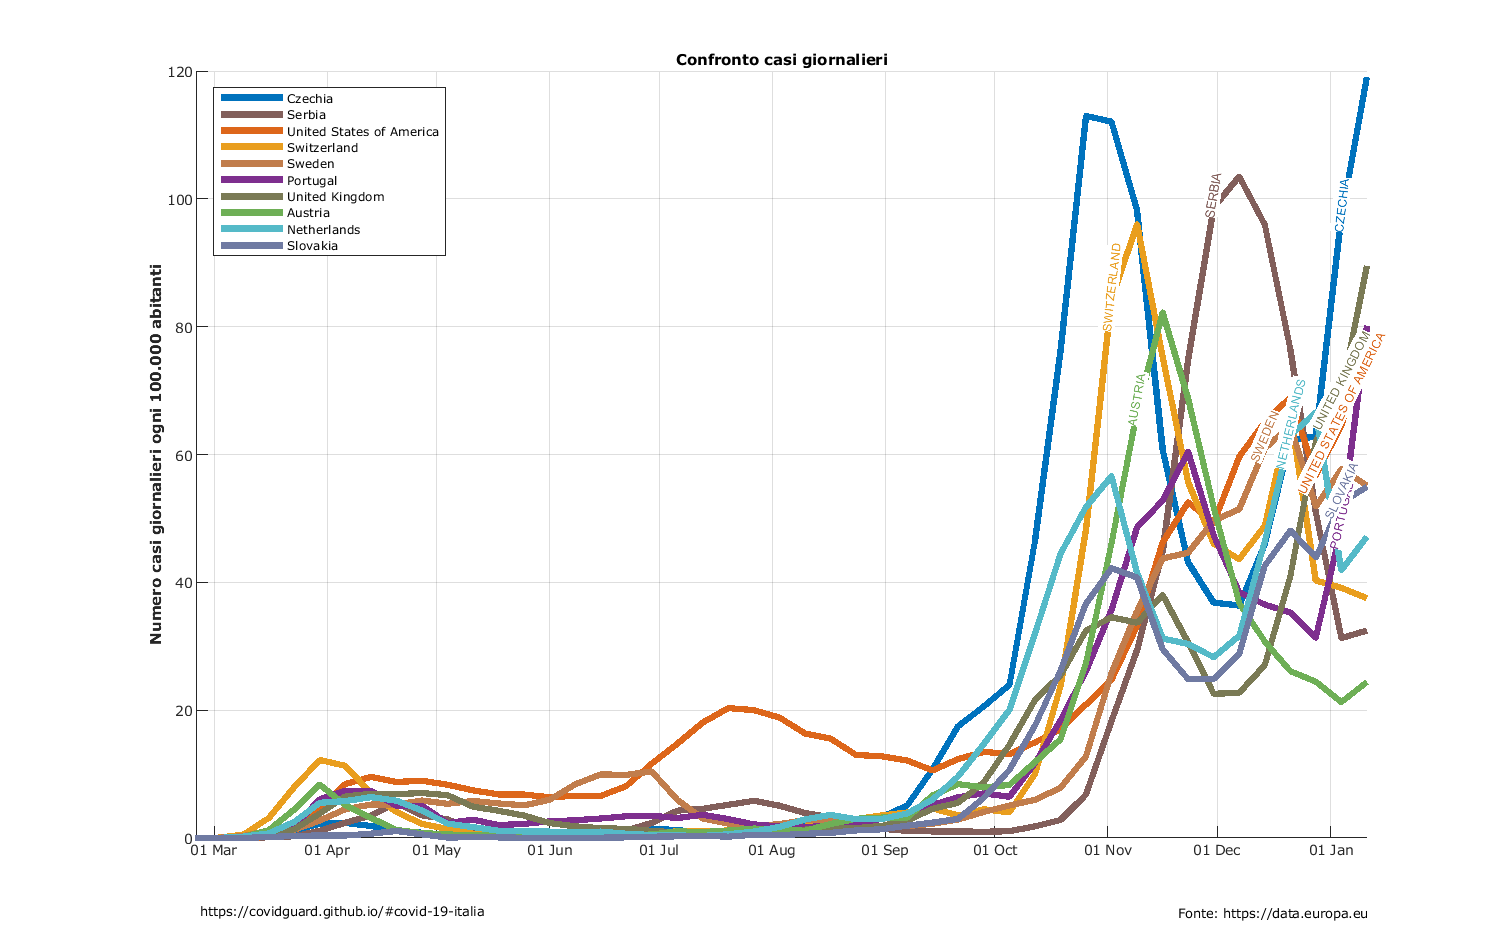 Confronto casi giornalieri
Numero casi giornalieri ogni 100.000 abitanti
120
100
80
60
40
20
0
Czechia
Serbia
United States of America
Switzerland
Sweden
Portugal
United Kingdom
Austria
Netherlands
Slovakia
CZECHIA
SERBIA
SWITZERLAND
AUSTRIA
UNITED KINGDOM
UNITED STATES OF AMERICA
NETHERLANDS
SWEDEN
SLOVAKIA
PORTUGAL
01 Mar
01 Apr
01 May
01 Jun
01 Jul
01 Aug
01 Sep
01 Oct
01 Nov
01 Dec
01 Jan
https://covidguard.github.io/#covid-19-italia
Fonte: https://data.europa.eu